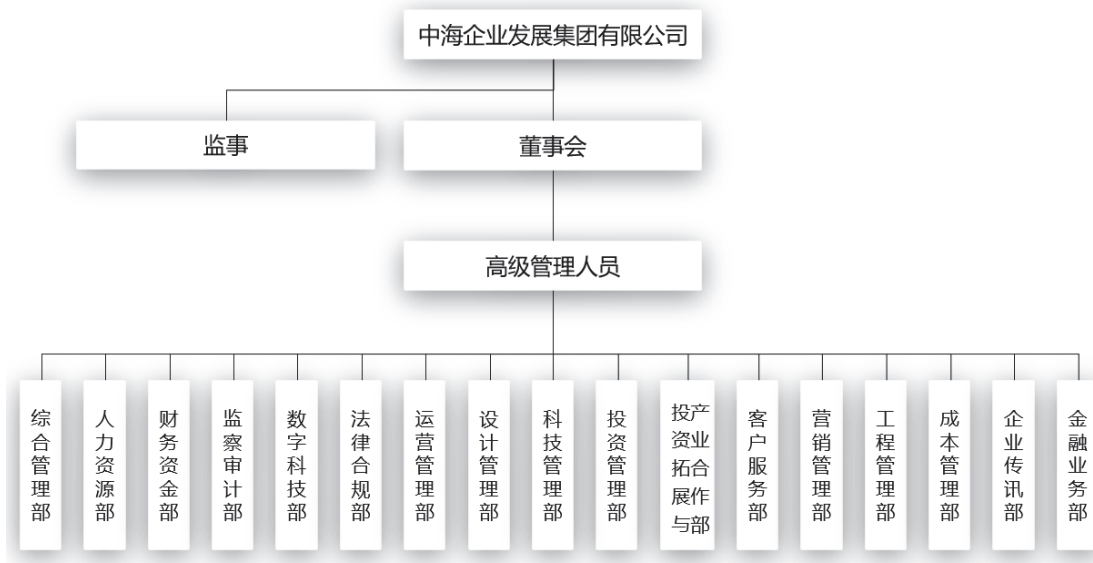 中海企业发展集团有限公司
监事
董事会
高级管理人员
综合管理部
人力资源部
财务资金部
监察审计部
数字科技部
法律合规部
运营管理部
设计管理部
科技管理部
投资管理部
投资拓展与
产业合作部
客户服务部
营销管理部
工程管理部
成本管理部
企业传讯部
金融业务部